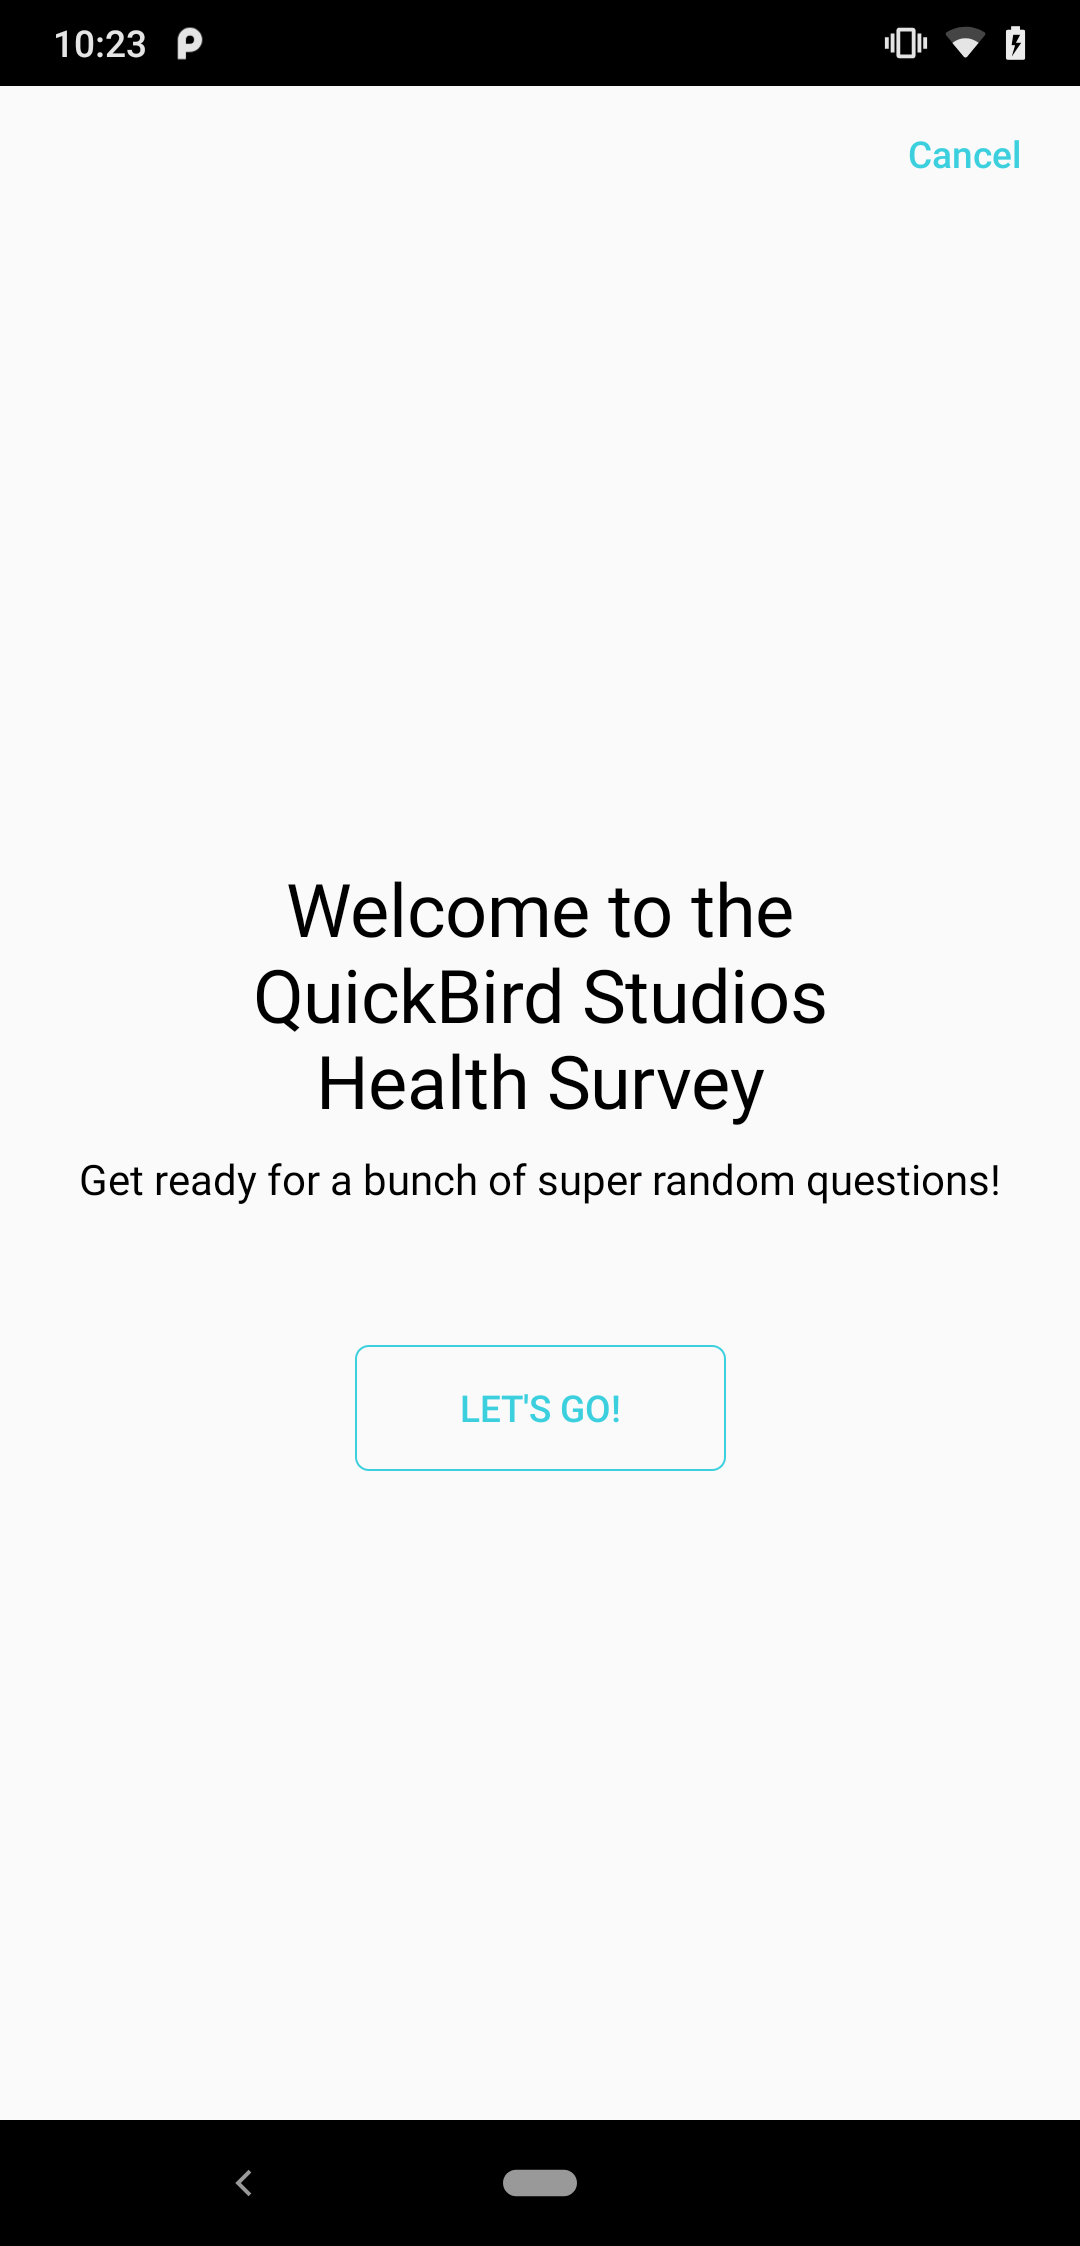 10:23
Cancel
Welcome to the
QuickBird Studios
Health Survey
Get ready for a bunch of super random questions!
LET'S GO!